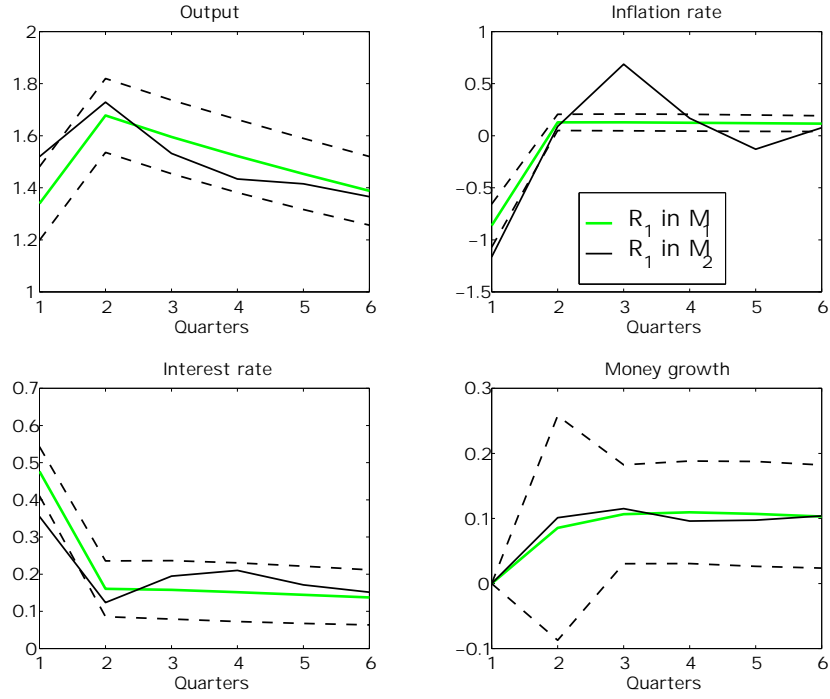 Output
2
1.8
1.6
1.4
1.2
1
1 2 3 4 5 6
Quarters
Inflation rate
1
0.5
0
−0.5
−1
−1.5
1 2 3 4 5 6
Quarters
R1 in M1
R1 in M2
Interest rate
0.7
0.6
0.5
0.4
0.3
0.2
0.1
0
1 2 3 4 5 6
Quarters
Money growth
0.3
0.2
0.1
0
−0.1
1 2 3 4 5 6
Quarters